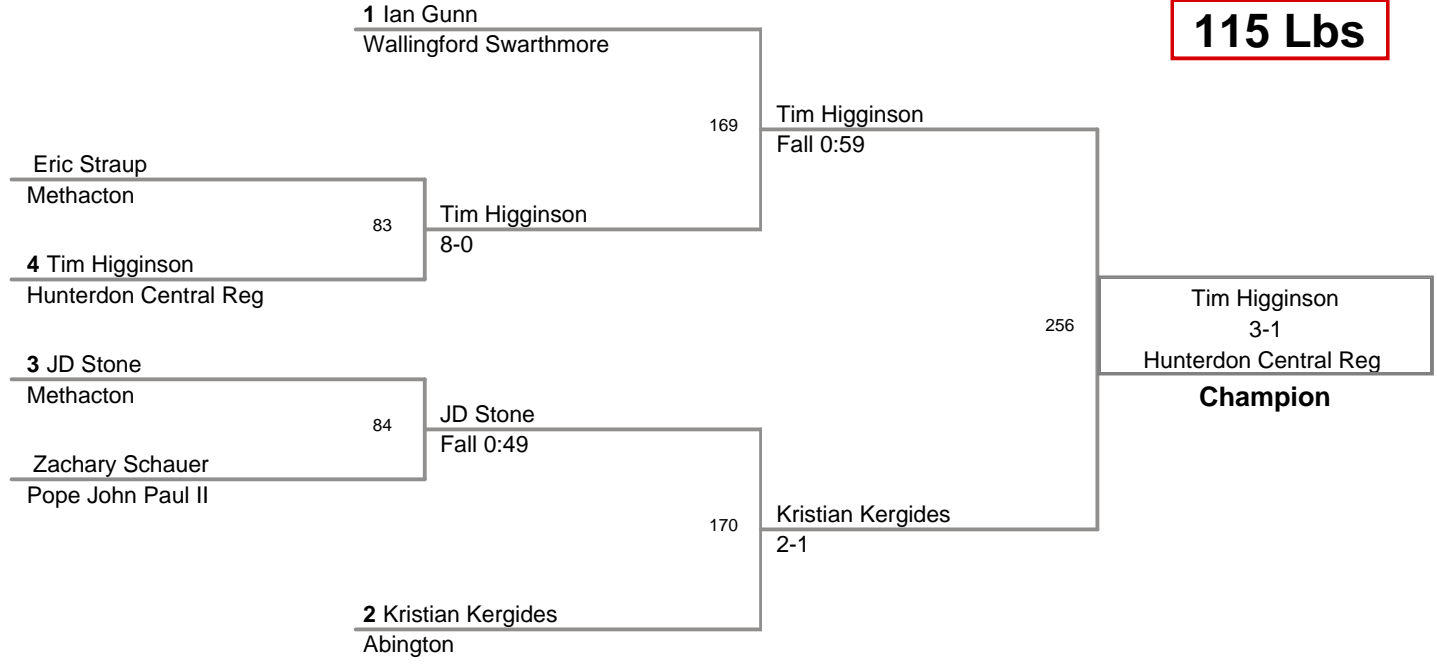 1 Ian Gunn
Wallingford Swarthmore
115 Lbs
169
Tim Higginson
Fall 0:59
Eric Straup
Methacton
83
Tim Higginson
8-0
4 Tim Higginson
Hunterdon Central Reg
256
Tim Higginson
3-1
Hunterdon Central Reg
Champion
3 JD Stone
Methacton
84
JD Stone
Fall 0:49
Zachary Schauer
Pope John Paul II
170
Kristian Kergides
2-1
2 Kristian Kergides
Abington